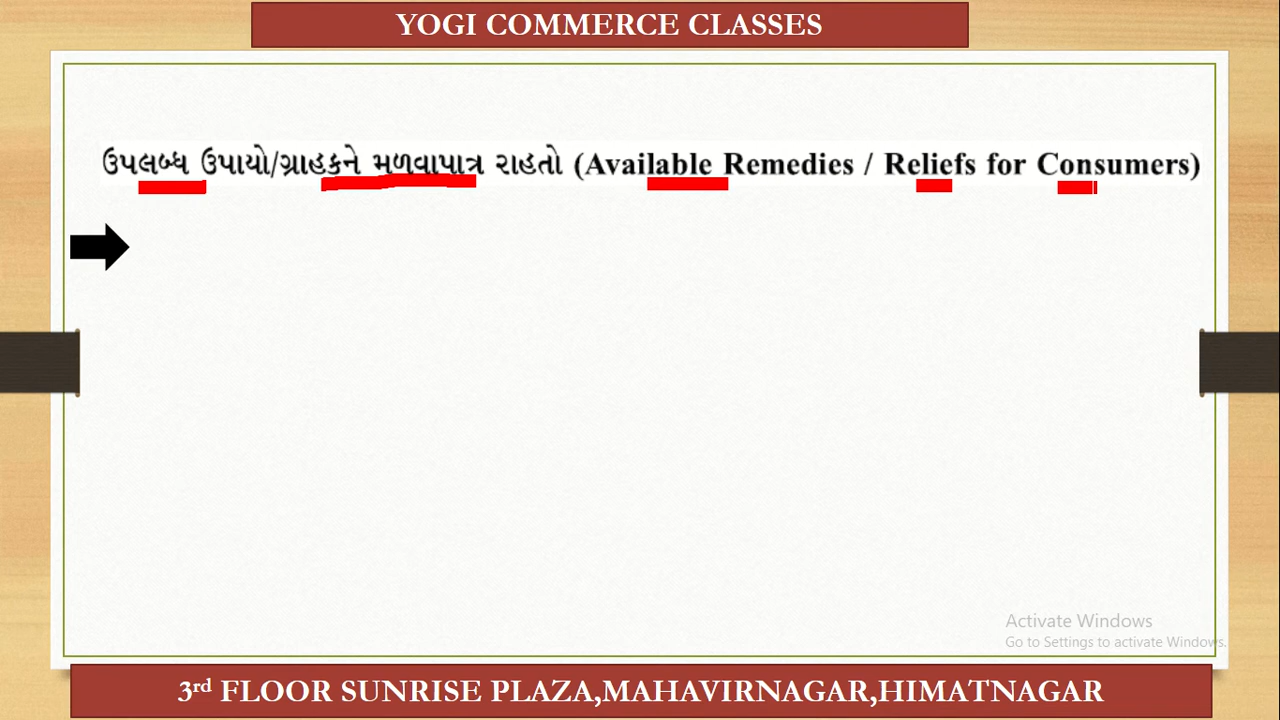 YOGI COMMERCE CLASSES
ઉપલબ્ધ ઉપાયો/ગ્રાહકને મળવાપાત્ર રાહતો (Available Remedies / Reliefs for Consumers)
Activate Windows
Go to Settings to activate Windows.
3rd FLOOR SUNRISE PLAZA,MAHAVIRNAGAR,HIMATNAGAR